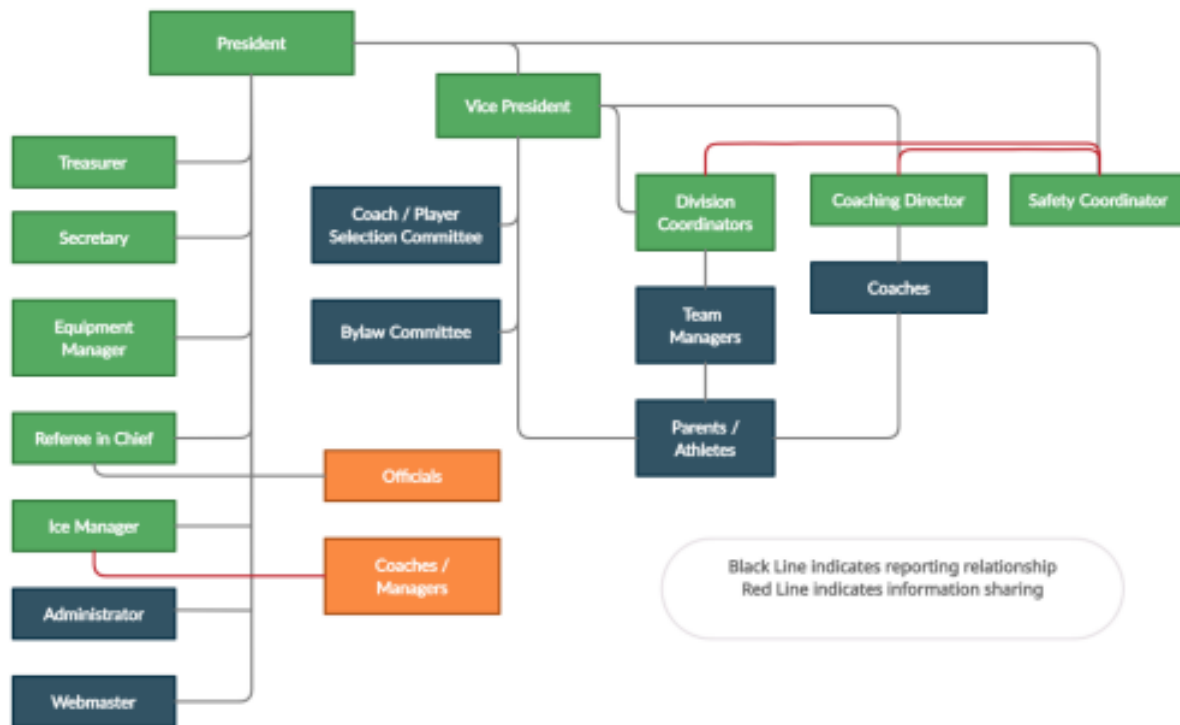 President
Vice President
Treasurer
Secretary
Equipment
Manager
Referee in Chief
Ice Manager
Administrator
Webmaster
Coach / Player
Selection Committee
Bylaw Committee
Officials
Coaches /
Managers
Division
Coordinators
Team
Managers
Parents /
Athletes
Coaching Director
Coaches
Safety Coordinator
Black Line indicates reporting relationship
Red Line indicates information sharing